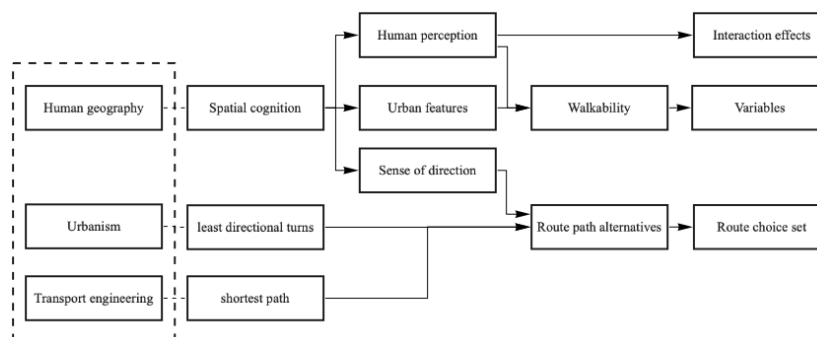 Human perception
Interaction effects
Human geography
Spatial cognition
Urban features
Walkability
Variables
Sense of direction
Urbanism
least directional turns
Route path alternatives
Route choice set
Transport engineering
shortest path